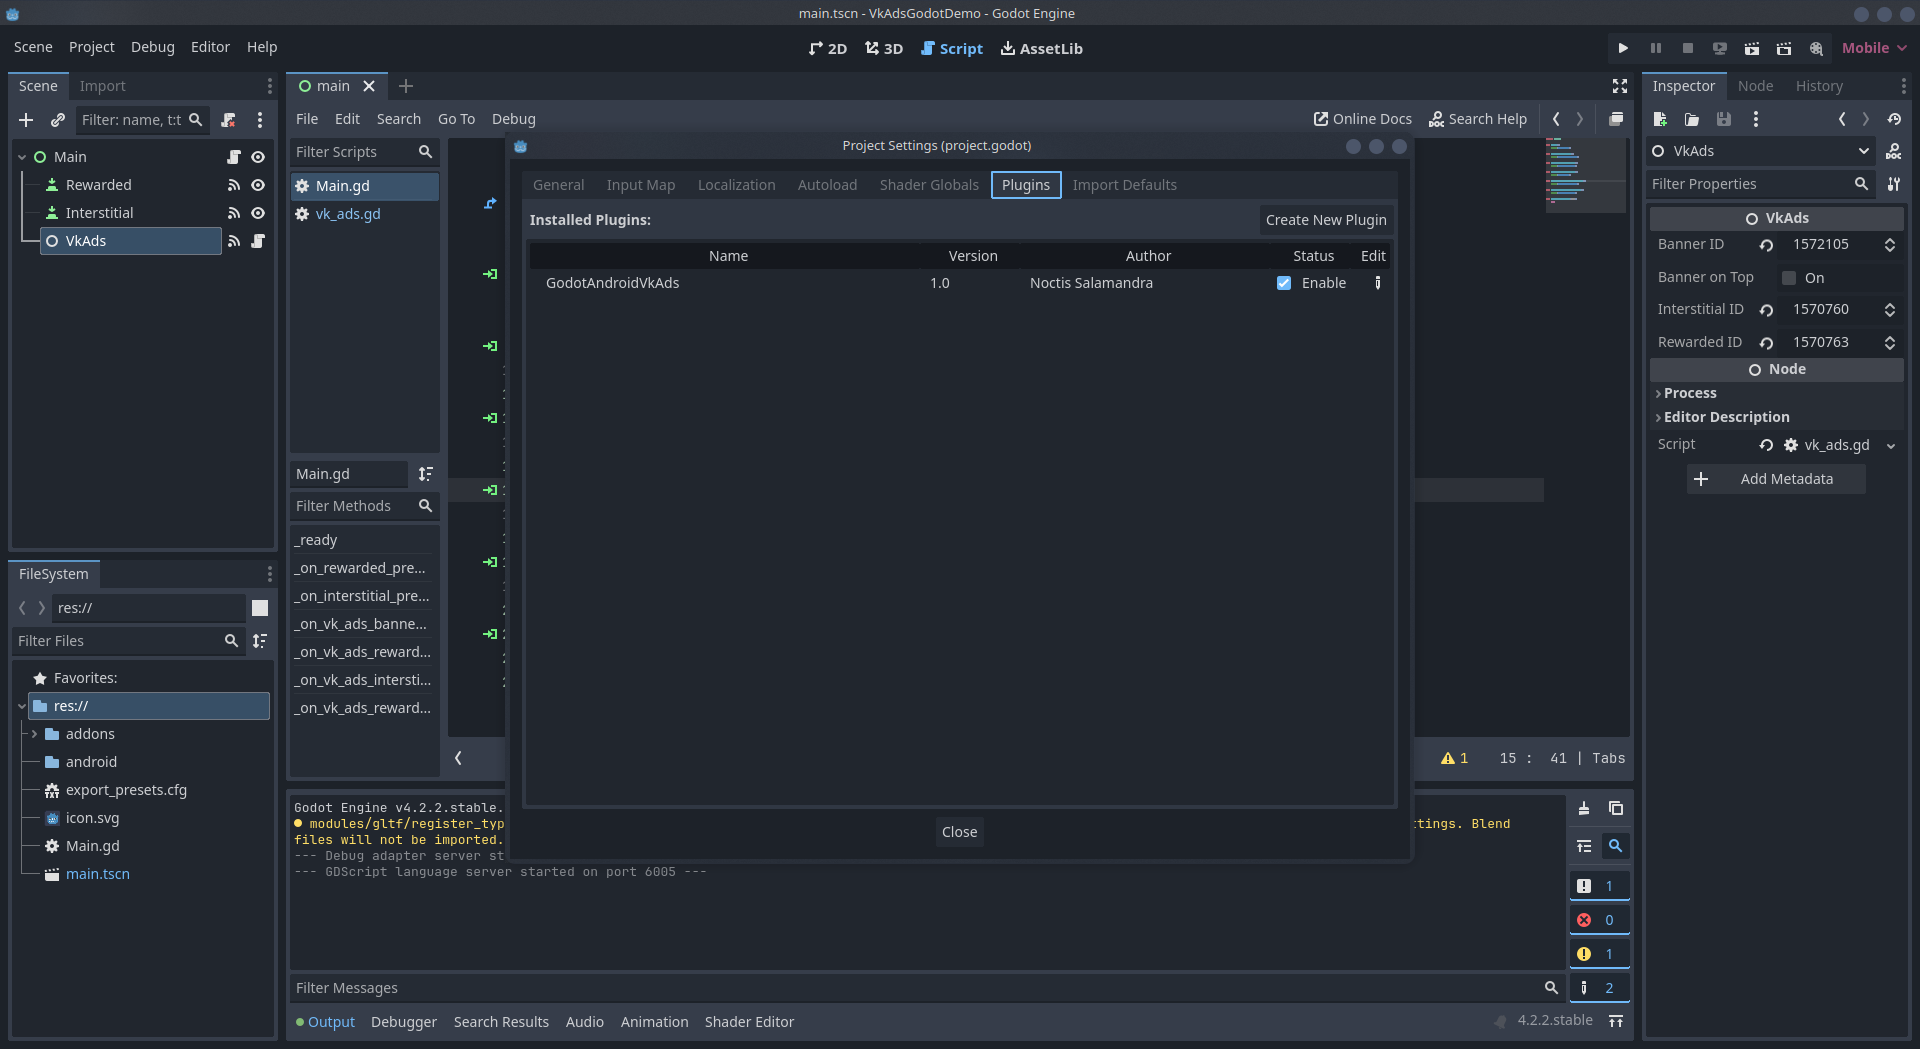 main.tscn - VkAdsGodotDemo - Godot Engine
Scene Project Debug Editor Help
2D 3D Script AssetLib
Mobile
Scene Import
Filter: name, t:t
Main
Rewarded
Interstitial
VkAds
FileSystem
res://
Filter Files
Favorites:
res://
addons
android
export_presets.cfg
icon.svg
Main.gd
main.tscn
main
File Edit Search Go To Debug
Online Docs Search Help
Filter Scripts
Main.gd
vk_ads.gd
Main.gd
Filter Methods
_ready
_on_rewarded_pre...
_on_interstitial_pre...
_on_vk_ads_banne...
_on_vk_ads_reward...
_on_vk_ads_intersti...
_on_vk_ads_reward...
Project Settings (project.godot)
General Input Map Localization Autoload Shader Globals Plugins Import Defaults
Installed Plugins: Create New Plugin
Name Version Author Status Edit
GodotAndroidVkAds 1.0 Noctis Salamandra Enable
Close
1 15 : 41 | Tabs
Godot Engine v4.2.2.stable.
modules/gltf/register_typ ttings. Blend
files will not be imported.
--- Debug adapter server st
--- GDScript language server started on port 6005 ---
1
0
1
2
Filter Messages
Output Debugger Search Results Audio Animation Shader Editor
4.2.2.stable
Inspector Node History
VkAds
Filter Properties
VkAds
Banner ID 1572105
Banner on Top On
Interstitial ID 1570760
Rewarded ID 1570763
Node
Process
Editor Description
Script vk_ads.gd
Add Metadata